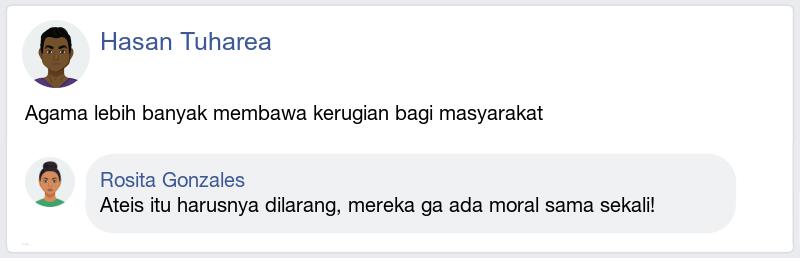 Hasan Tuharea
Agama lebih banyak membawa kerugian bagi masyarakat
Rosita Gonzales
Ateis itu harusnya dilarang, mereka ga ada moral sama sekali!